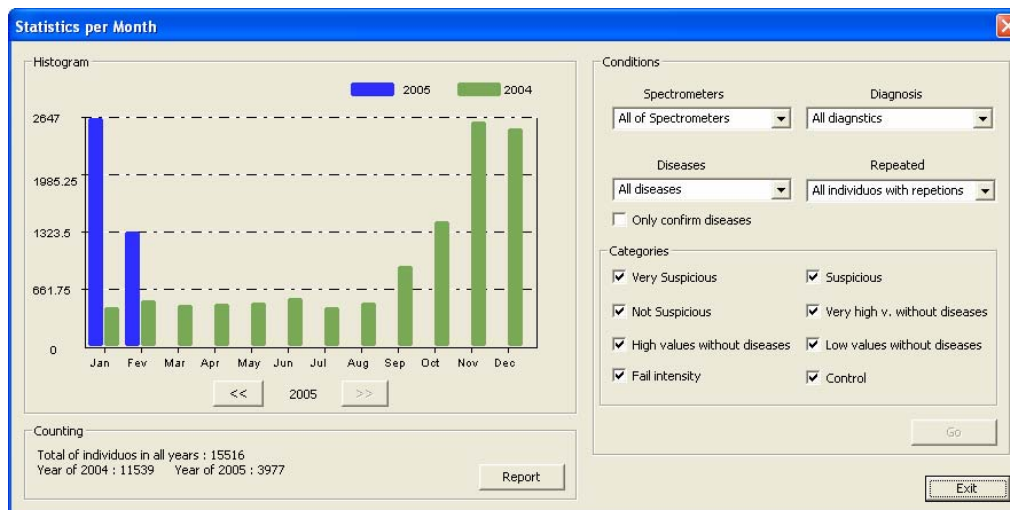 Statistics per Month
Histogram
2005 2004
2647
1985.25
1323.5
661.75
0
Jan Fev Mar Apr May Jun Jul Aug Sep Oct Nov Dec
<< 2005 >>
Counting
Total of individuos in all years : 15516
Year of 2004 : 11539 Year of 2005 : 3977
Report
Conditions
Spectrometers Diagnosis
All of Spectrometers All diagnstics
Diseases Repeated
All diseases All individuos with repetions
Only confirm diseases
Categories
Very Suspicious Suspicious
Not Suspicious Very high v. without diseases
High values without diseases Low values without diseases
Fail intensity Control
Go
Exit